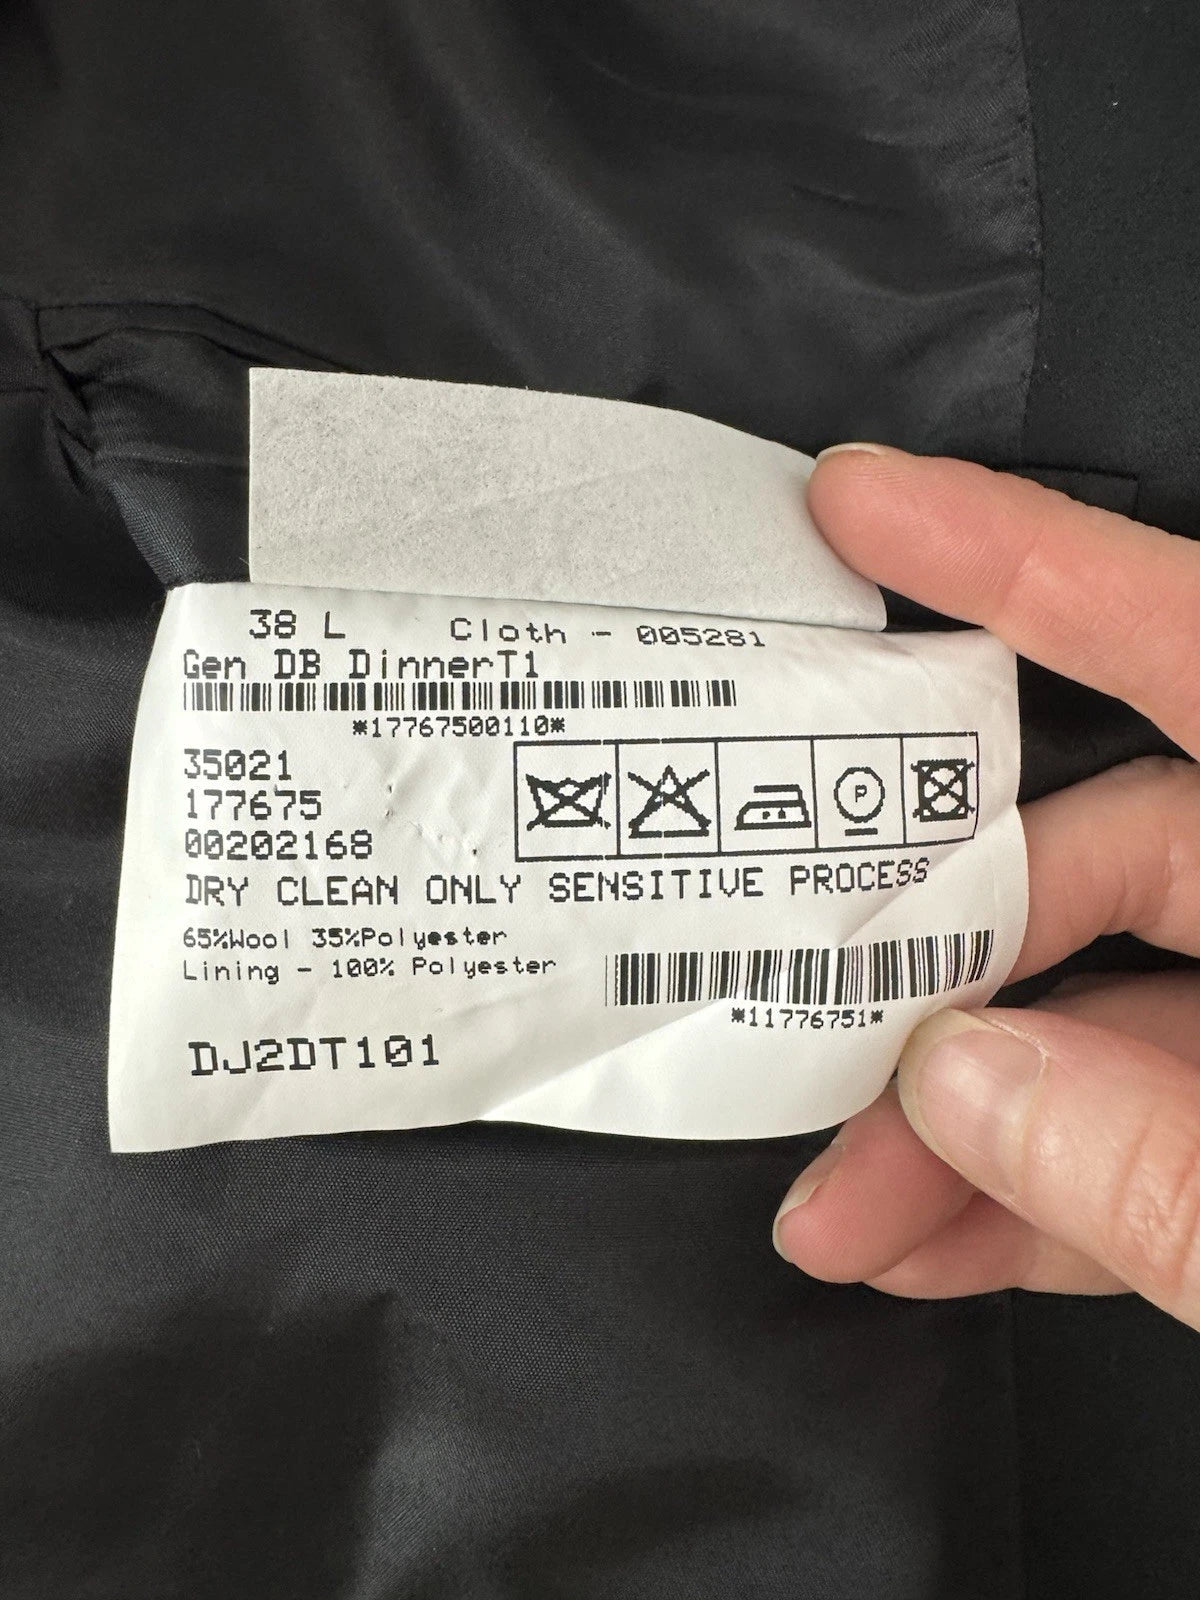 38 L Cloth - 005281
Gen DB DinnerT1
*17767500110*
35021
177675
00202168
P
DRY CLEAN ONLY SENSITIVE PROCESS
65%Wool 35%Polyester
Lining - 100% Polyester
*11776751*
DJ2DT101